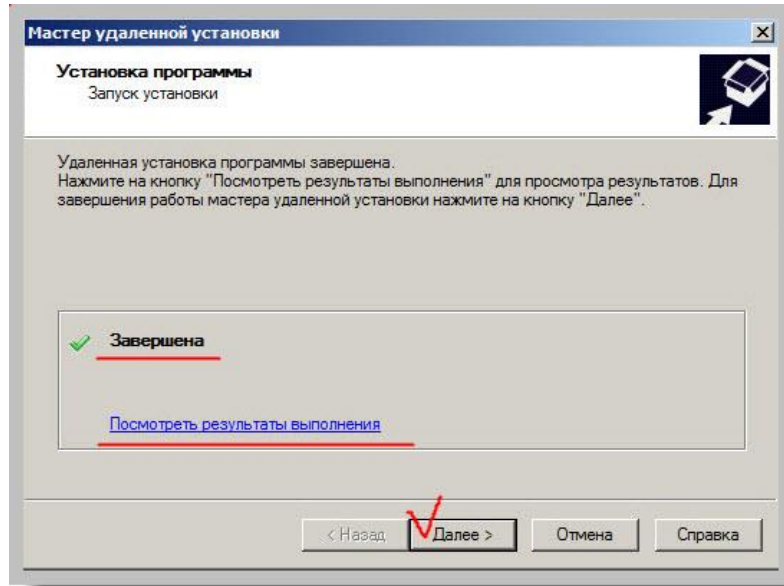 Мастер удаленной установки
Установка программы
Запуск установки
Удаленная установка программы завершена.
Нажмите на кнопку "Посмотреть результаты выполнения" для просмотра результатов. Для
завершения работы мастера удаленной установки нажмите на кнопку "Далее".
Завершена
Посмотреть результаты выполнения
< Назад Далее > Отмена Справка